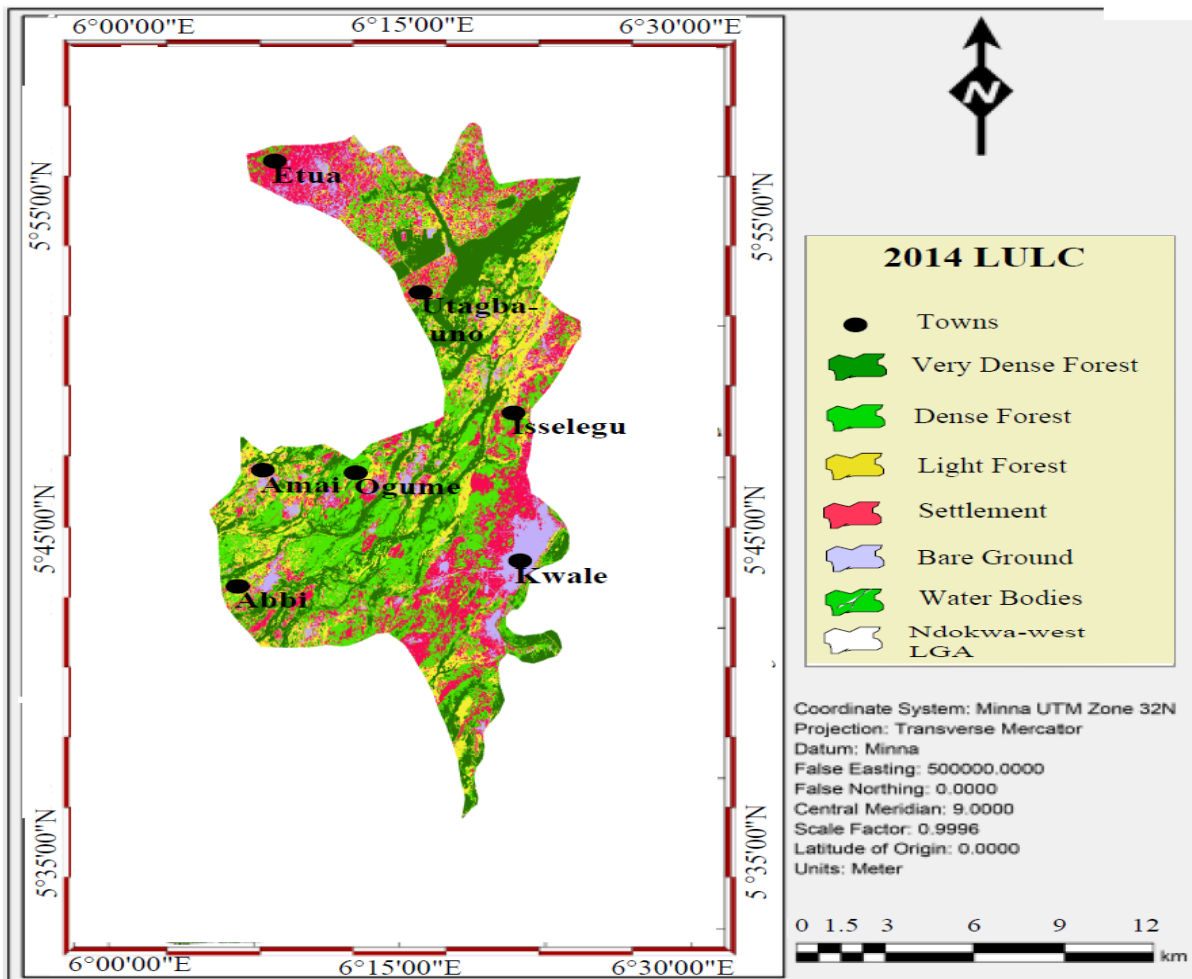 6°00'00"E 6°15'00"E 6°30'00"E
N
5°55'00"N
5°55'00"N
Etua
Utagba-
uno
Isselegu
Amai
Ogume
5°45'00"N
5°45'00"N
Kwale
Abbi
5°35'00"N
5°35'00"N
6°00'00"E 6°15'00"E 6°30'00"E
2014 LULC
Towns
Very Dense Forest
Dense Forest
Light Forest
Settlement
Bare Ground
Water Bodies
Ndokwa-west
LGA
Coordinate System: Minna UTM Zone 32N
Projection: Transverse Mercattor
Datum: Minna
False Easting: 500000.0000
False Northing: 0.0000
Central Meridian: 9.0000
Scale Factor: 0.9996
Latitude of Origin: 0.0000
Units: Meter
0 1.5 3 6 9 12
km